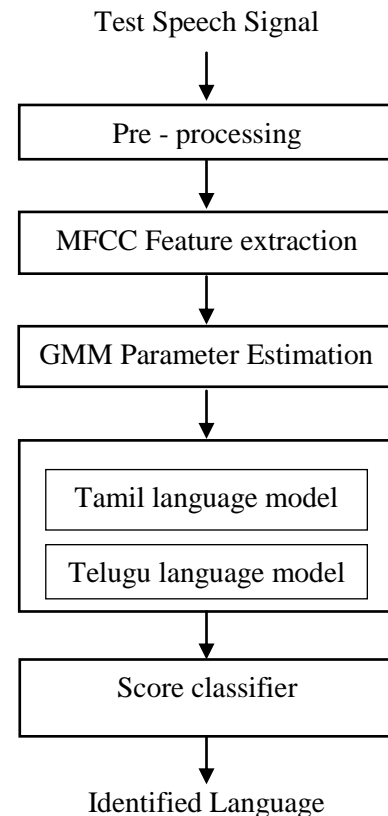 Test Speech Signal
Pre - processing
MFCC Feature extraction
GMM Parameter Estimation
Tamil language model
Telugu language model
Score classifier
Identified Language